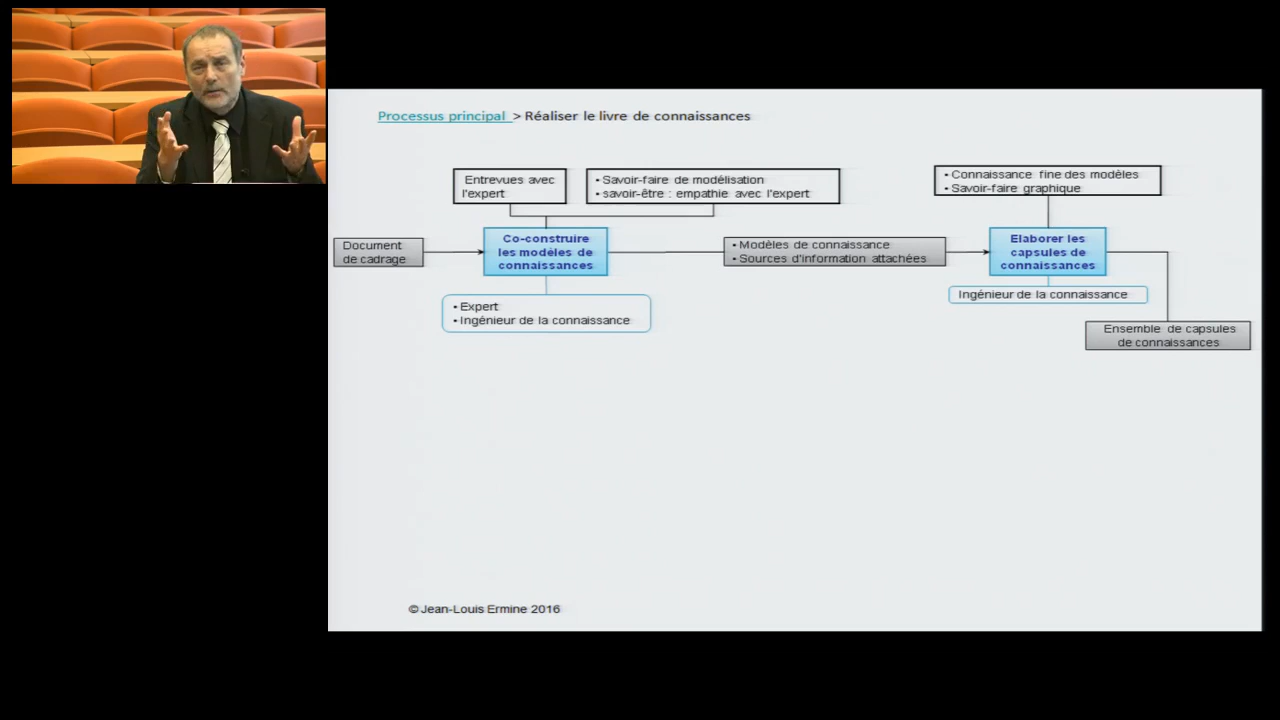 Processus principal > Réaliser le livre de connaissances
Entrevues avec
l'expert
• Savoir-faire de modélisation
• savoir-être : empathie avec l'expert
• Connaissance fine des modèles
• Savoir-faire graphique
Document
de cadrage
Co-construire
les modèles de
connaissances
• Modèles de connaissance
• Sources d'information attachées
Elaborer les
capsules de
connaissances
• Expert
• Ingénieur de la connaissance
Ingénieur de la connaissance
Ensemble de capsules
de connaissances
© Jean-Louis Ermine 2016